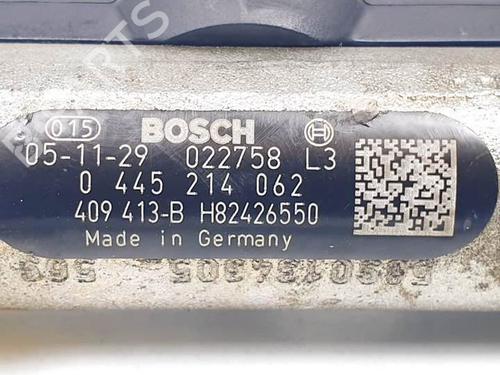 015 BOSCH
05-11-29 022758 L3
0 445 214 062
409 413-B H82426550
Made in Germany